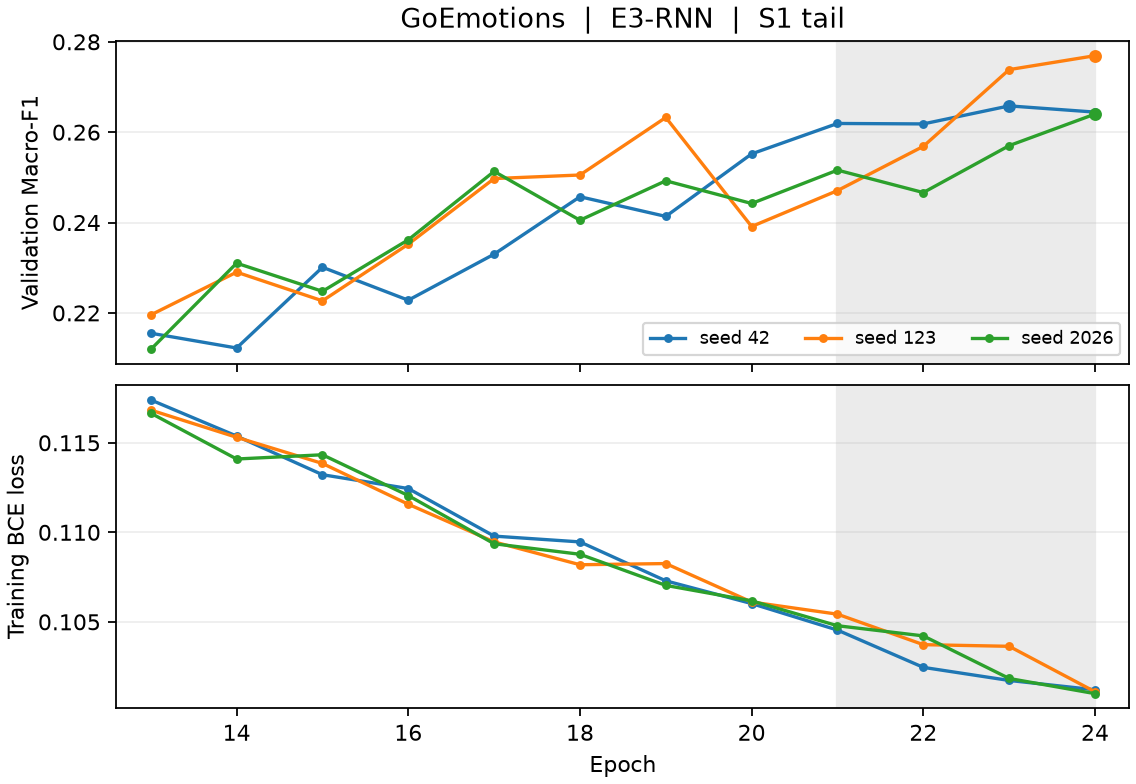 GoEmotions | E3-RNN | S1 tail
Validation Macro-F1
0.28
0.26
0.24
0.22
seed 42 seed 123 seed 2026
Training BCE loss
0.115
0.110
0.105
14 16 18 20 22 24
Epoch